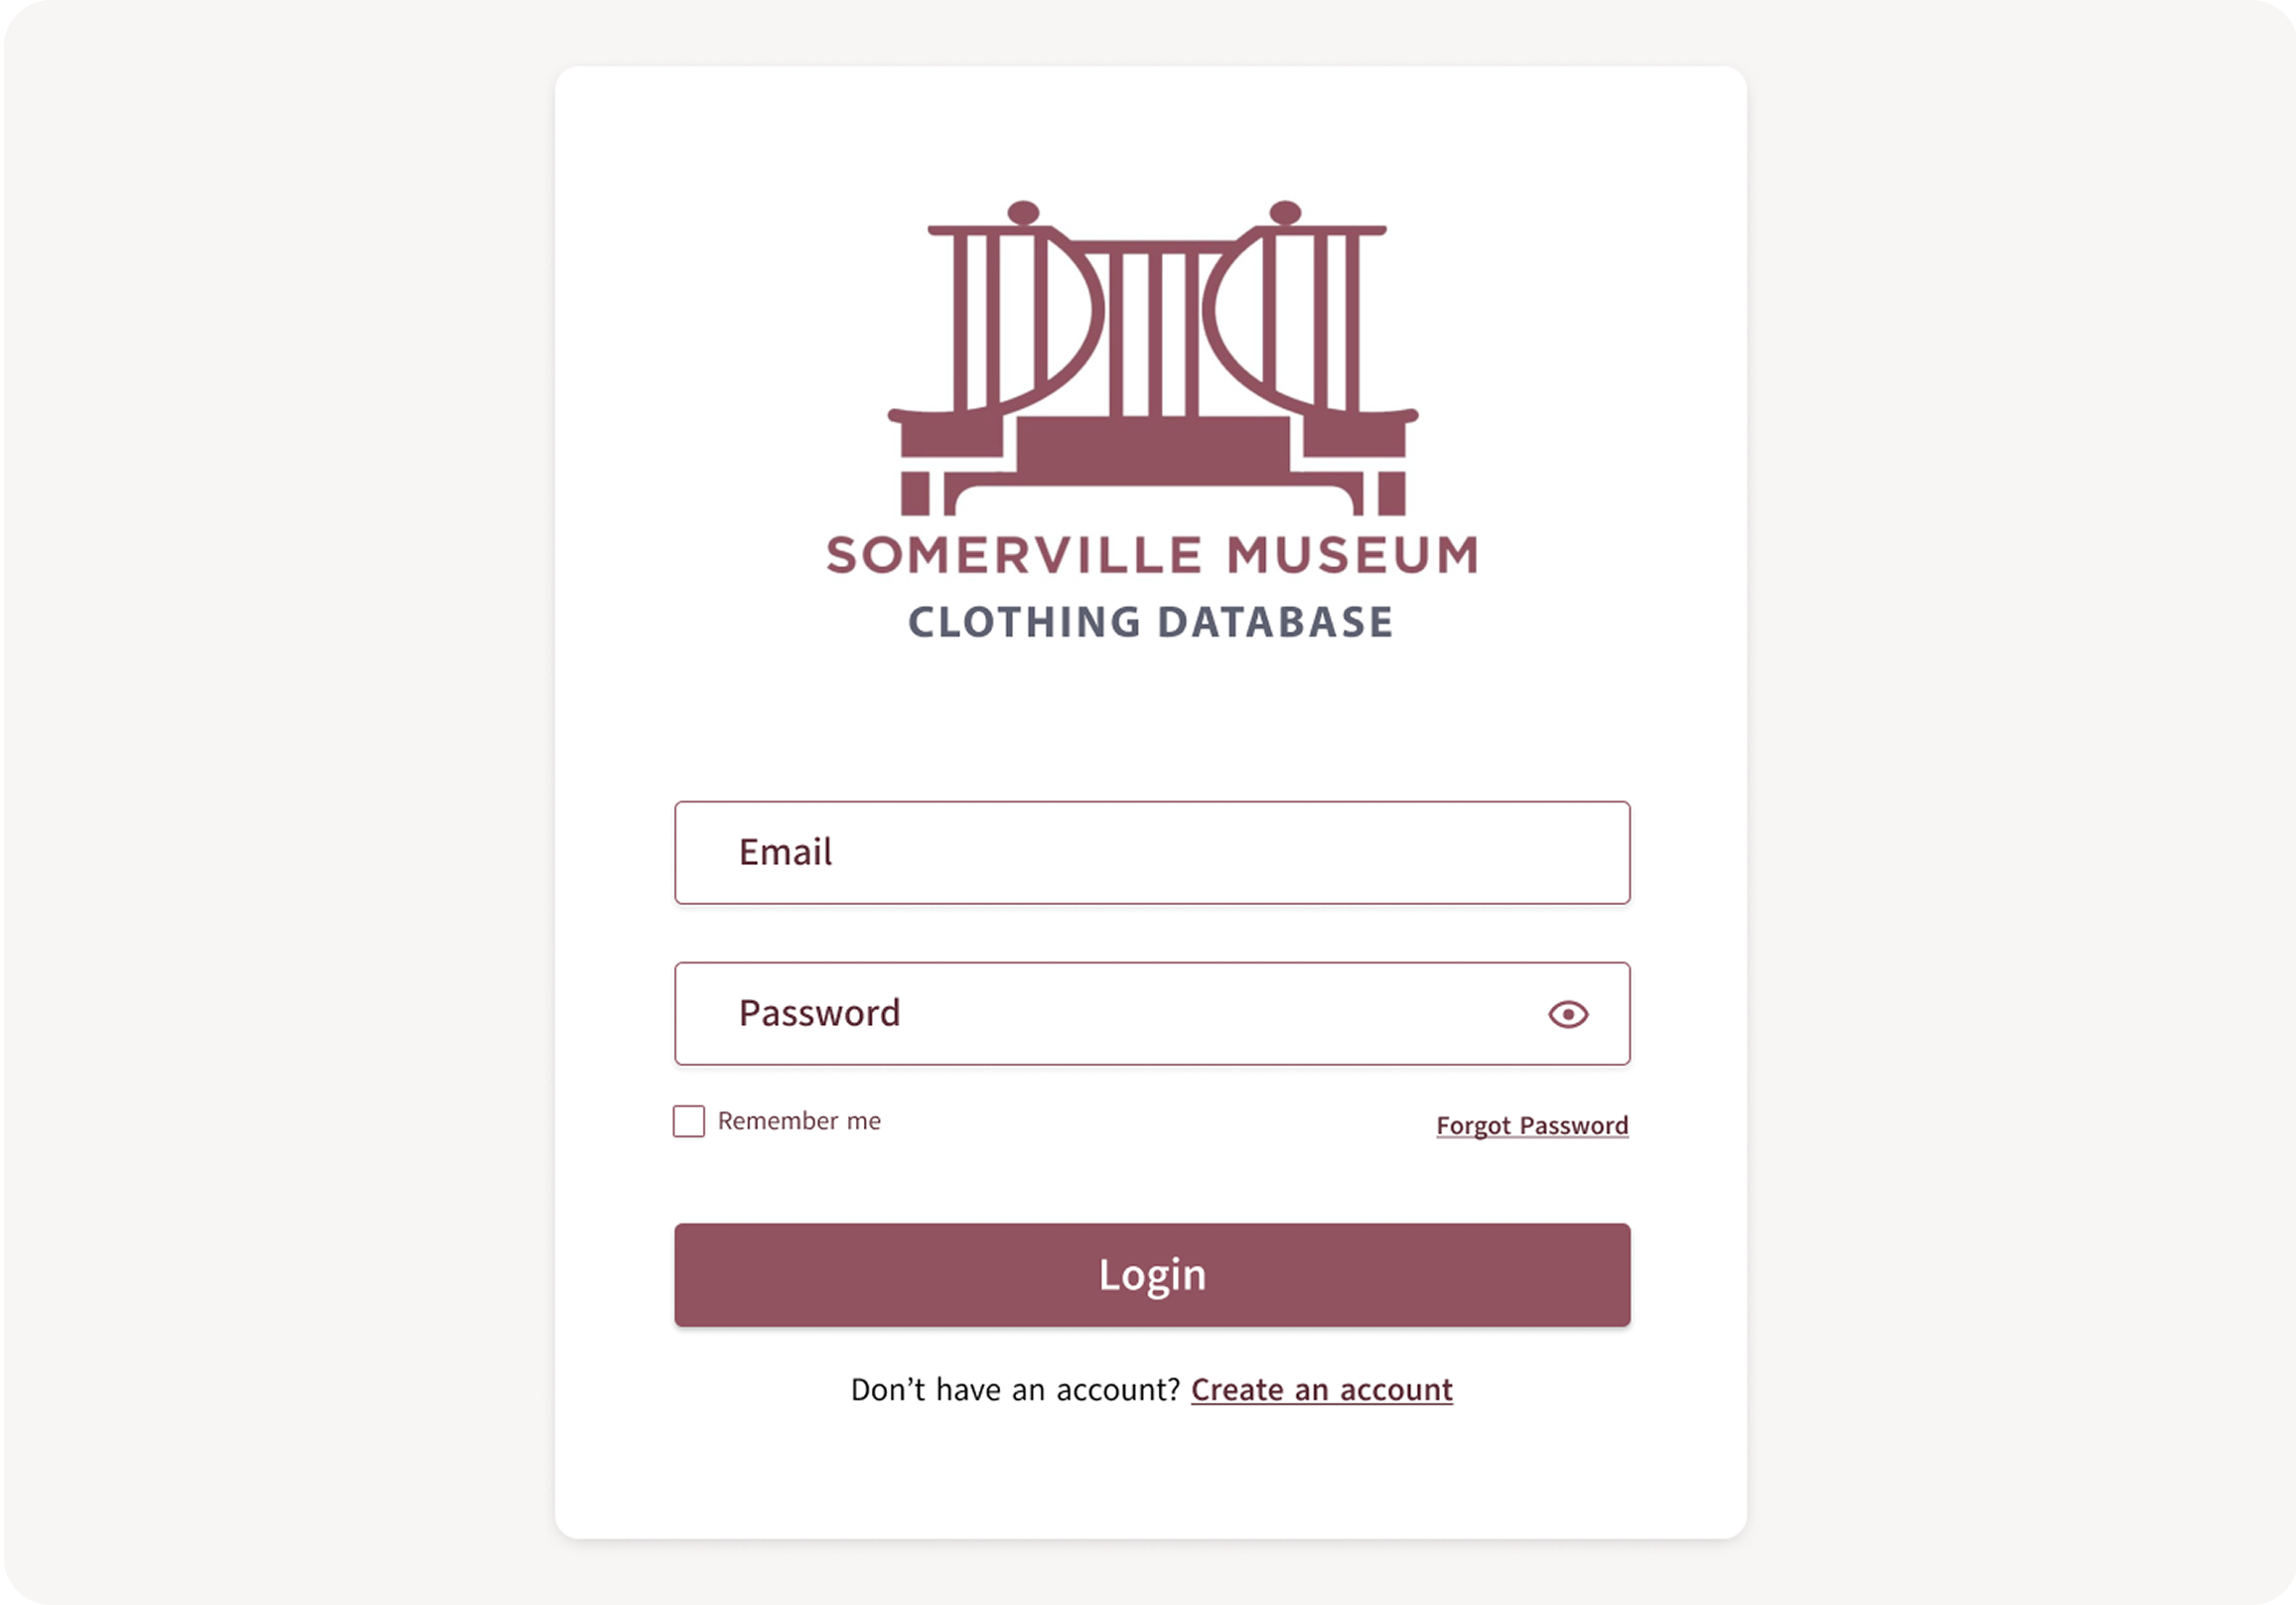 SOMERVILLE MUSEUM
CLOTHING DATABASE
Email
Password
Remember me
Forgot Password
Login
Don’t have an account? Create an account